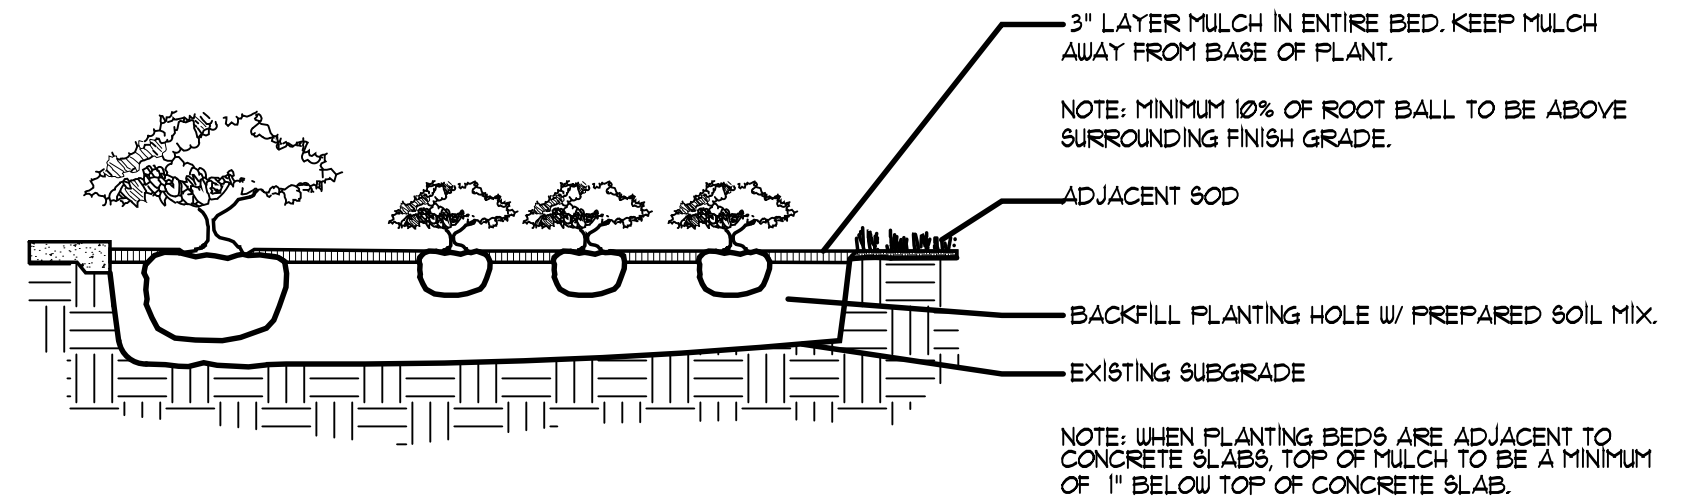 3" LAYER MULCH IN ENTIRE BED. KEEP MULCH
AWAY FROM BASE OF PLANT.
NOTE: MINIMUM 10% OF ROOT BALL TO BE ABOVE
SURROUNDING FINISH GRADE.
ADJACENT SOD
BACKFILL PLANTING HOLE W/ PREPARED SOIL MIX.
EXISTING SUBGRADE
NOTE: WHEN PLANTING BEDS ARE ADJACENT TO
CONCRETE SLABS, TOP OF MULCH TO BE A MINIMUM
OF 1" BELOW TOP OF CONCRETE SLAB.